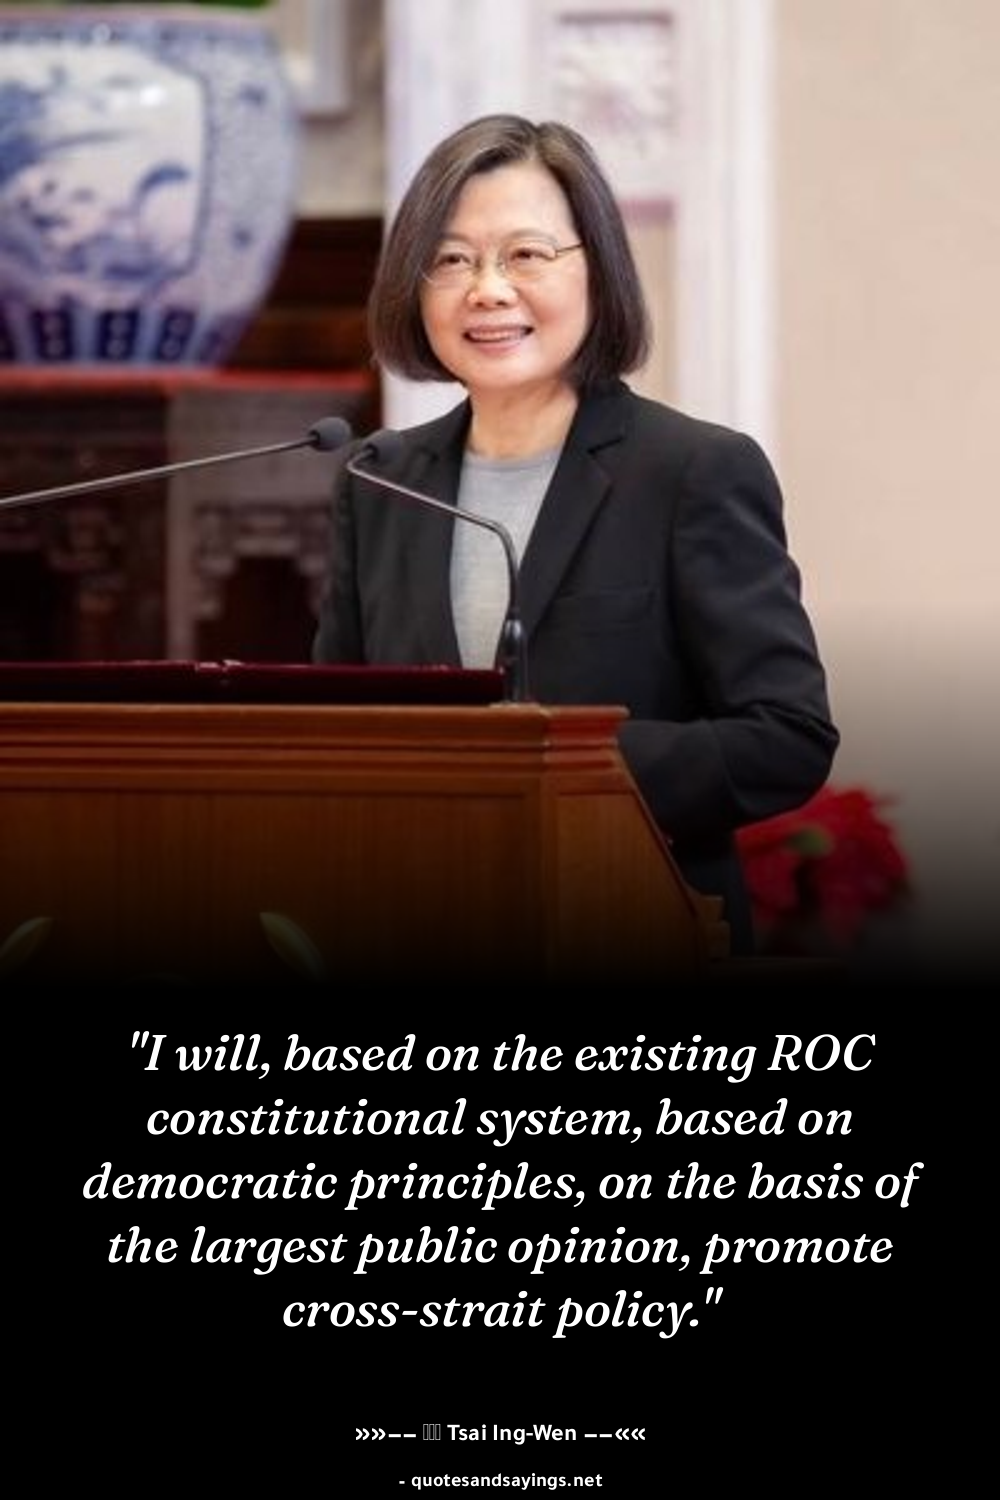 "I will, based on the existing ROC
constitutional system, based on
democratic principles, on the basis of
the largest public opinion, promote
cross-strait policy."
»»−− Tsai Ing-Wen −−««
- quotesandsayings.net